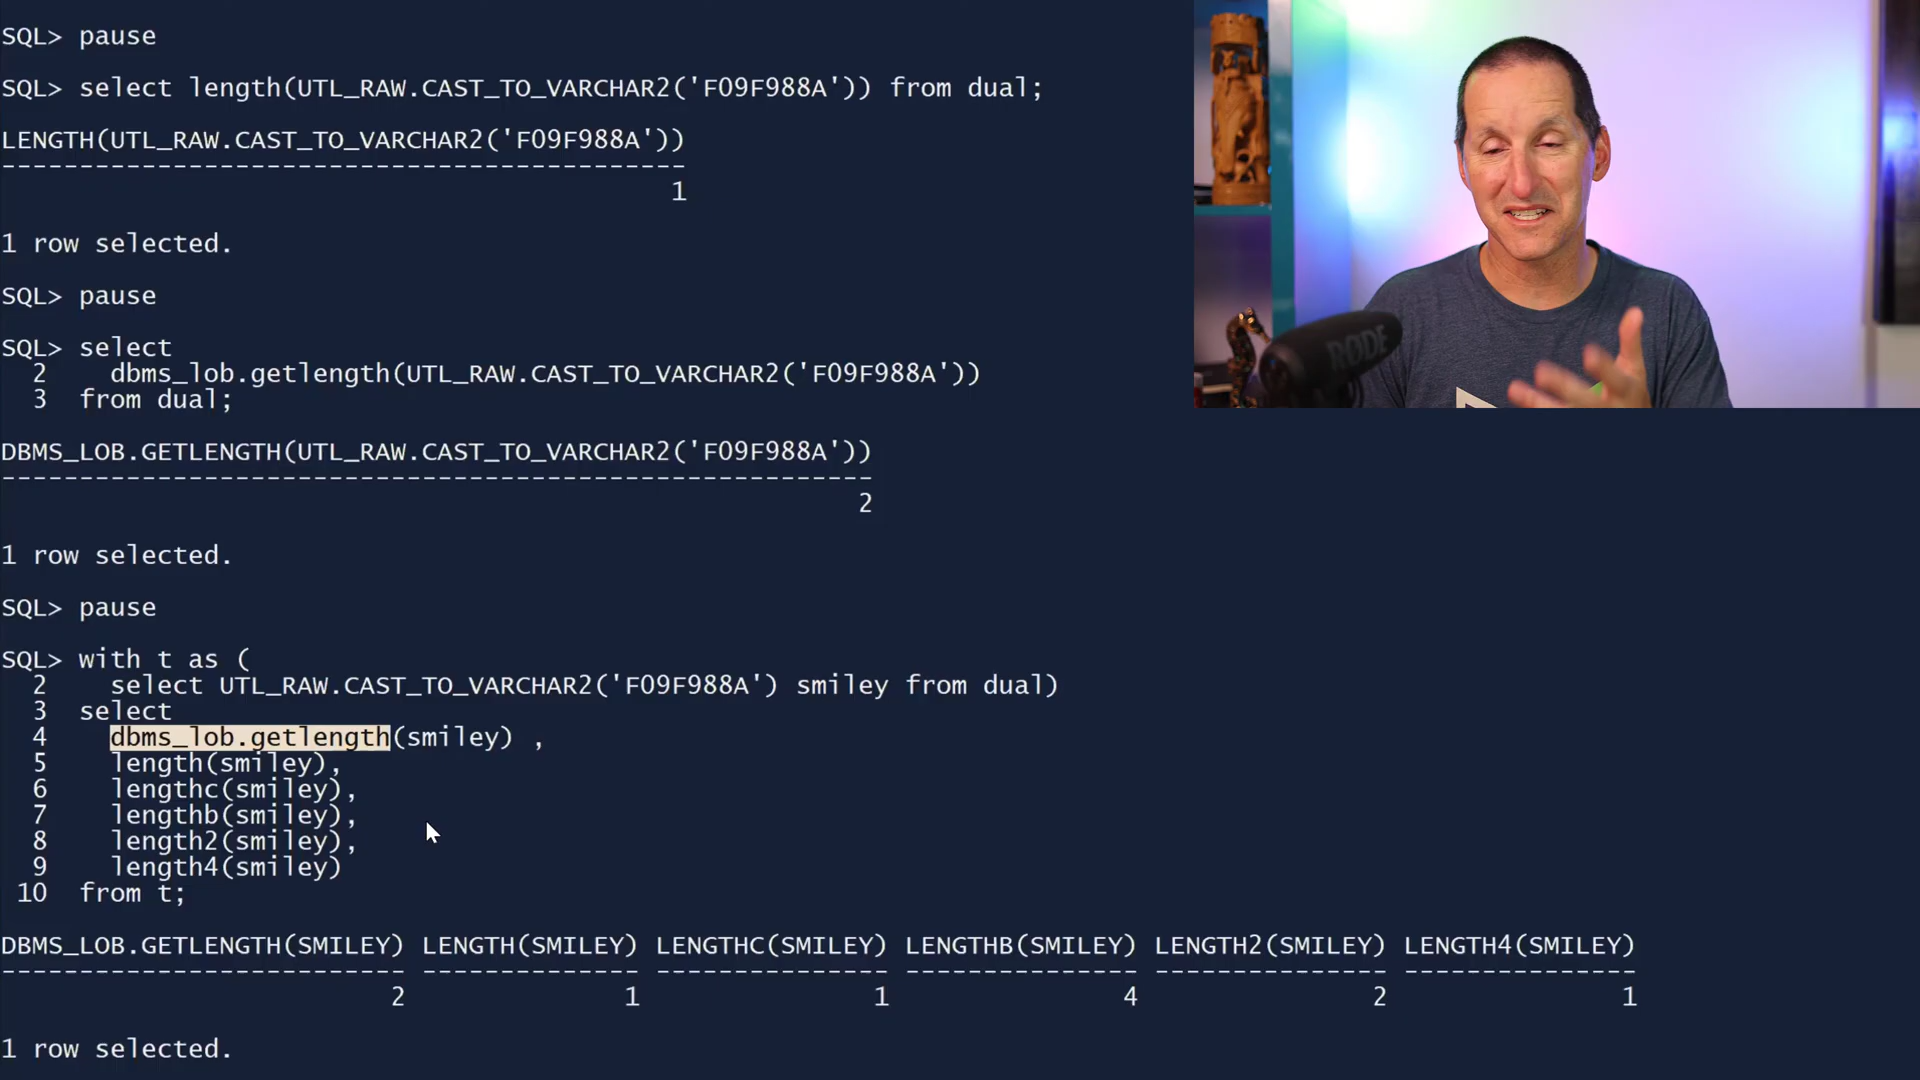 SQL> pause
SQL> select length(UTL_RAW.CAST_TO_VARCHAR2('F09F988A')) from dual;
LENGTH(UTL_RAW.CAST_TO_VARCHAR2('F09F988A'))
--------------------------------------------
1
1 row selected.
SQL> pause
SQL> select
2 dbms_lob.getlength(UTL_RAW.CAST_TO_VARCHAR2('F09F988A'))
3 from dual;
DBMS_LOB.GETLENGTH(UTL_RAW.CAST_TO_VARCHAR2('F09F988A'))
--------------------------------------------------------
2
1 row selected.
SQL> pause
SQL> with t as (
2 select UTL_RAW.CAST_TO_VARCHAR2('F09F988A') smiley from dual)
3 select
4 dbms_lob.getlength(smiley) ,
5 length(smiley),
6 lengthc(smiley),
7 lengthb(smiley),
8 length2(smiley),
9 length4(smiley)
10 from t;
DBMS_LOB.GETLENGTH(SMILEY) LENGTH(SMILEY) LENGTHC(SMILEY) LENGTHB(SMILEY) LENGTH2(SMILEY) LENGTH4(SMILEY)
-------------------------- -------------- --------------- --------------- --------------- ---------------
2 1 1 4 2 1
1 row selected.
RØDE